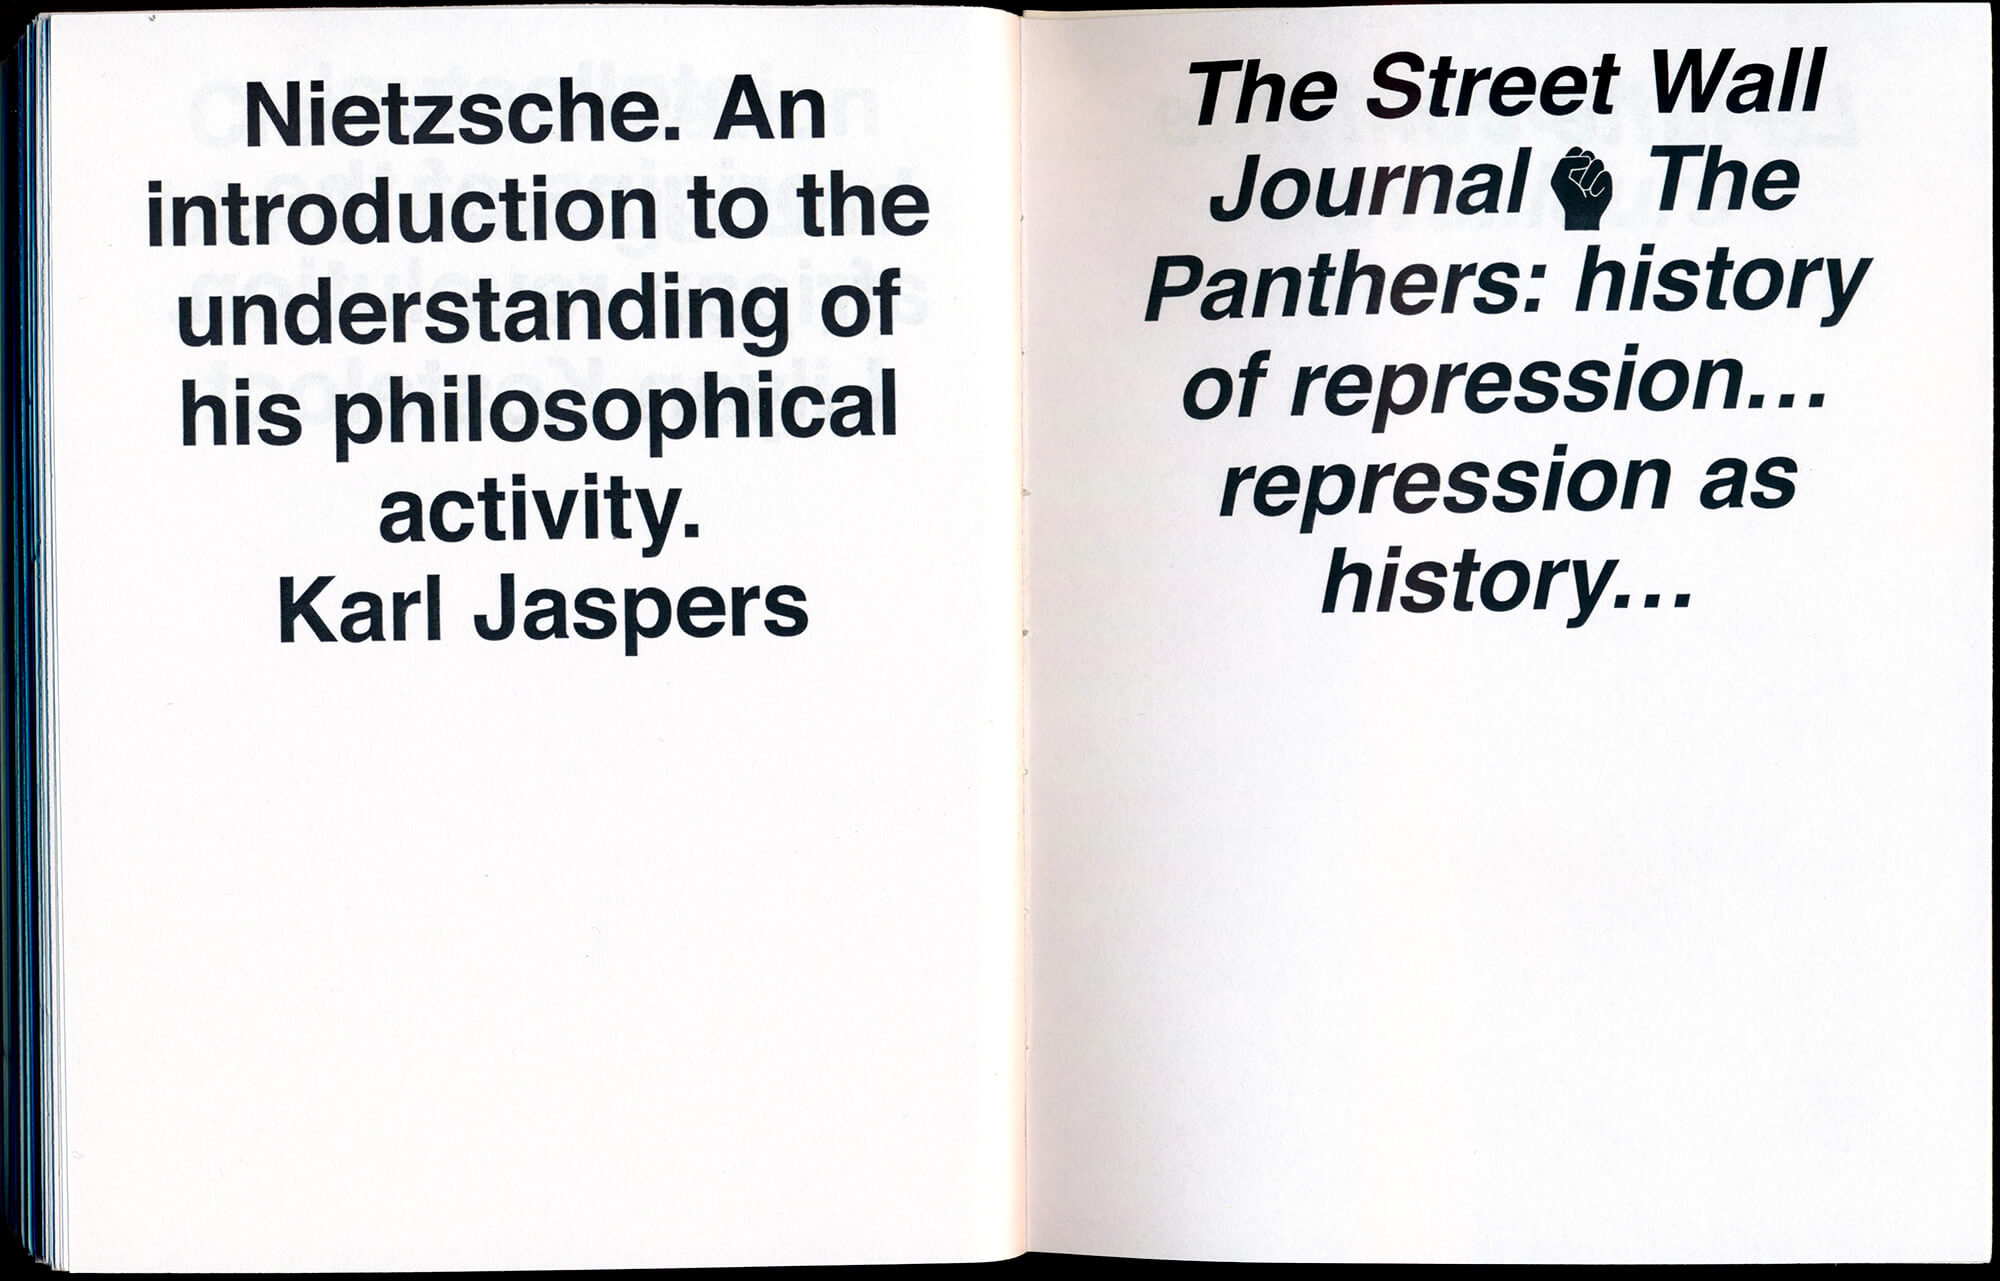 Nietzsche. An
introduction to the
understanding of
his philosophical
activity.
Karl Jaspers
The Street Wall
Journal ✊ The
Panthers: history
of repression...
repression as
history...